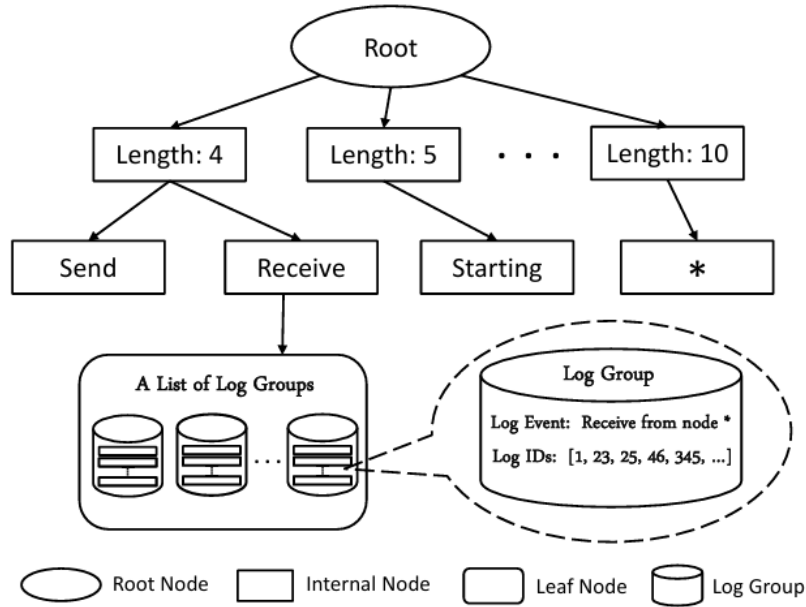 Root
Length: 4
Length: 5
. . .
Length: 10
Send
Receive
Starting
*
A List of Log Groups
...
Log Group
Log Event: Receive from node *
Log IDs: [1, 23, 25, 46, 345, ...]
Root Node
Internal Node
Leaf Node
Log Group